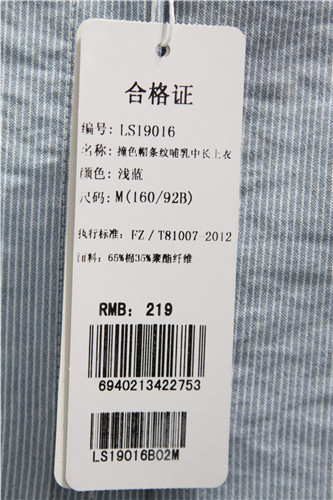 合格证
编号: LS19016
名称: 撞色帽条纹哺乳中长上衣
颜色: 浅蓝
尺码: M(160/92B)
执行标准: FZ/T81007 2012
面料: 65%棉35%聚酯纤维
RMB: 219
6940213422753
LS19016B02M